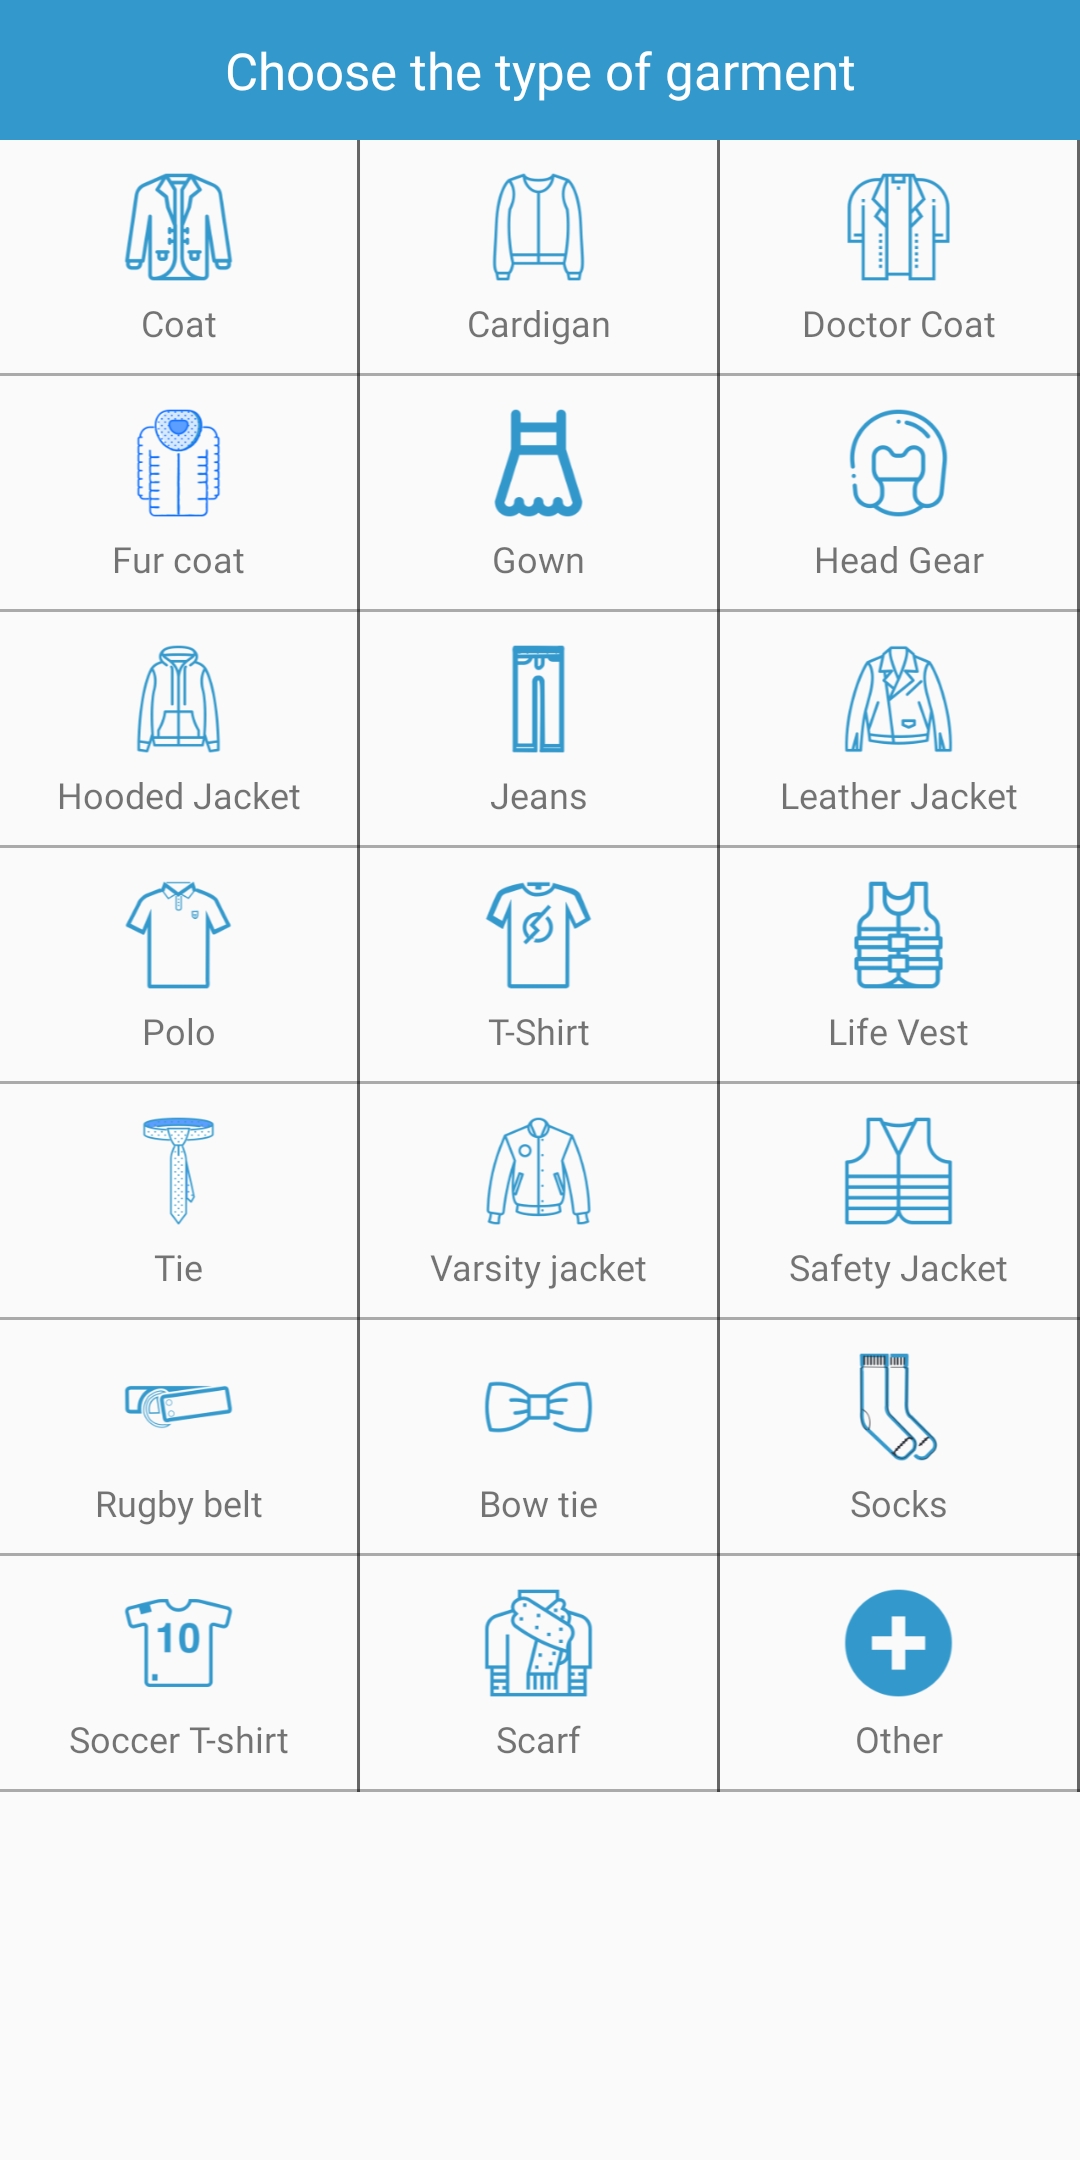 Choose the type of garment
Coat
Cardigan
Doctor Coat
Fur coat
Gown
Head Gear
Hooded Jacket
Jeans
Leather Jacket
Polo
T-Shirt
Life Vest
Tie
Varsity jacket
Safety Jacket
Rugby belt
Bow tie
Socks
10
Soccer T-shirt
Scarf
Other